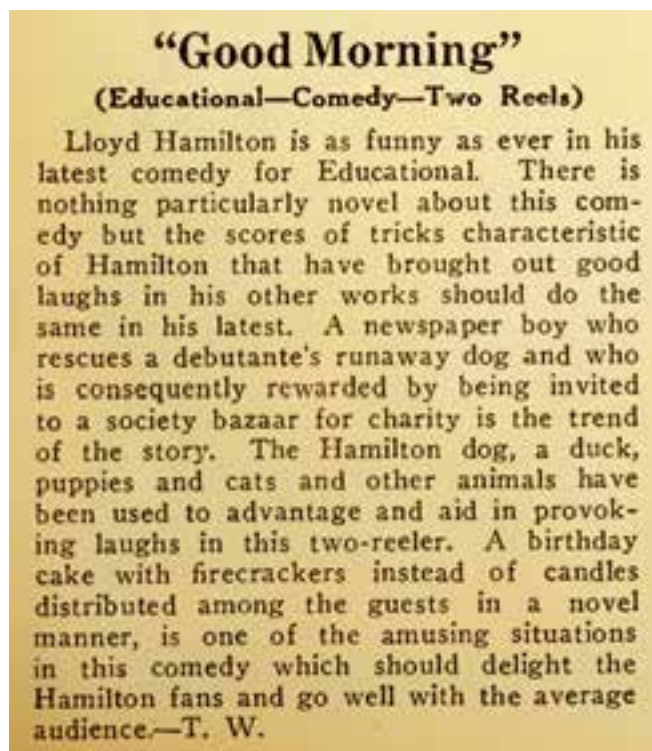 “Good Morning”
(Educational—Comedy—Two Reels)
Lloyd Hamilton is as funny as ever in his
latest comedy for Educational. There is
nothing particularly novel about this com-
edy but the scores of tricks characteristic
of Hamilton that have brought out good
laughs in his other works should do the
same in his latest. A newspaper boy who
rescues a debutante's runaway dog and who
is consequently rewarded by being invited
to a society bazaar for charity is the trend
of the story. The Hamilton dog, a duck,
puppies and cats and other animals have
been used to advantage and aid in provok-
ing laughs in this two-reeler. A birthday
cake with firecrackers instead of candles
distributed among the guests in a novel
manner, is one of the amusing situations
in this comedy which should delight the
Hamilton fans and go well with the average
audience.—T. W.